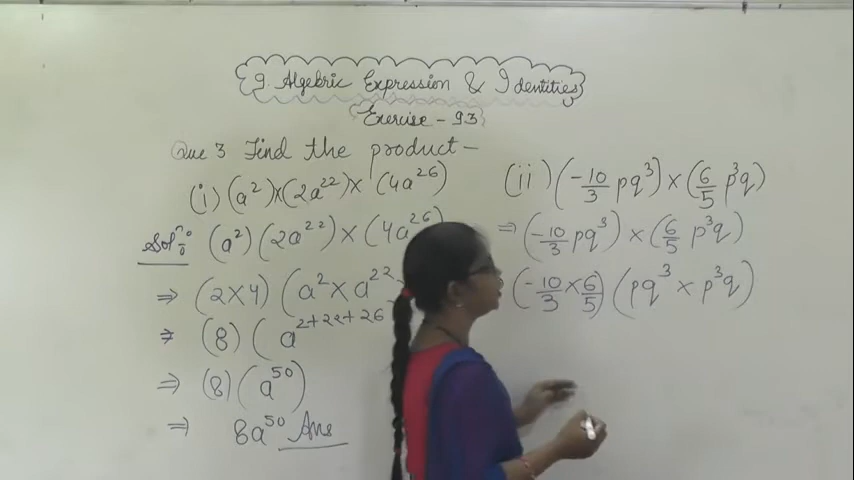 9. Algebric Expression & Identities
Exercise - 9.3
Que 3 Find the product -
(i) (a²)×(2a²²)× (4a²⁶)
Solⁿ: (a²) (2a²²)×(4a²⁶)
⇒ (2×4) (a² × a²²
⇒ (8) ( a²⁺²²⁺²⁶
⇒ (8) (a⁵⁰)
⇒ 8a⁵⁰ Ans
(ii) (-10/3 pq³) × (6/5 p³q)
⇒ (-10/3 pq³) × (6/5 p³q)
(-10/3 × 6/5) (pq³ × p³q)